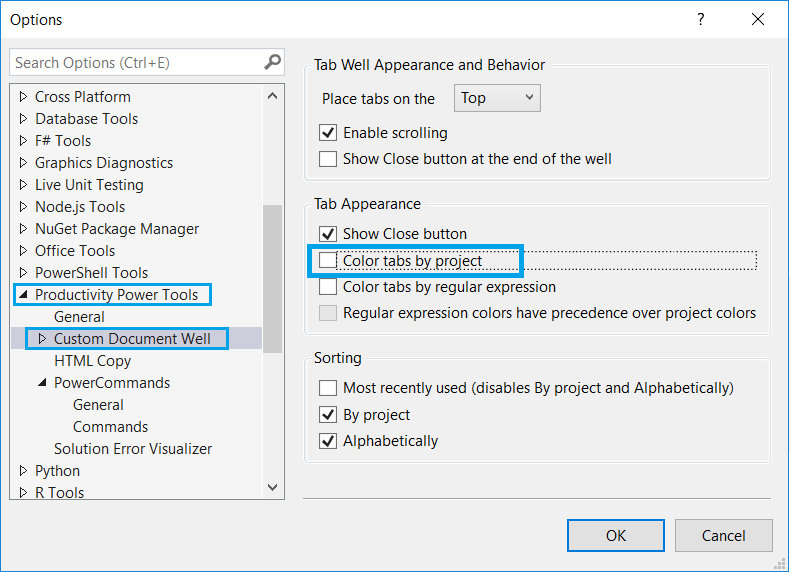 Options
?
Search Options (Ctrl+E)
Cross Platform
Database Tools
F# Tools
Graphics Diagnostics
Live Unit Testing
Node.js Tools
NuGet Package Manager
Office Tools
PowerShell Tools
Productivity Power Tools
General
Custom Document Well
HTML Copy
PowerCommands
General
Commands
Solution Error Visualizer
Python
R Tools
Tab Well Appearance and Behavior
Place tabs on the Top
Enable scrolling
Show Close button at the end of the well
Tab Appearance
Show Close button
Color tabs by project
Color tabs by regular expression
Regular expression colors have precedence over project colors
Sorting
Most recently used (disables By project and Alphabetically)
By project
Alphabetically
OK Cancel